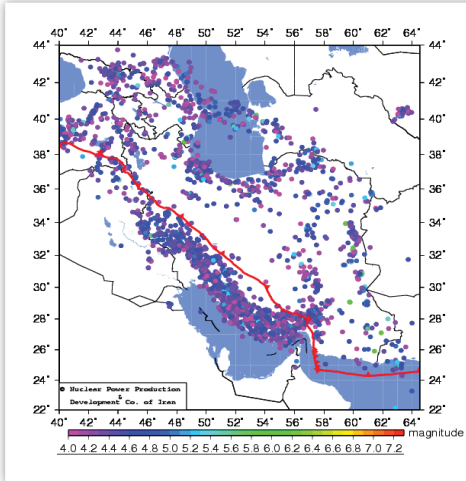 40° 42° 44° 46° 48° 50° 52° 54° 56° 58° 60° 62° 64°
44° 44°
42° 42°
40° 40°
38° 38°
36° 36°
34° 34°
32° 32°
30° 30°
28° 28°
26° 26°
24° 24°
© Nuclear Power Production
&
Development Co. of Iran
22° 22°
40° 42° 44° 46° 48° 50° 52° 54° 56° 58° 60° 62° 64°
magnitude
4.0 4.2 4.4 4.6 4.8 5.0 5.2 5.4 5.6 5.8 6.0 6.2 6.4 6.6 6.8 7.0 7.2